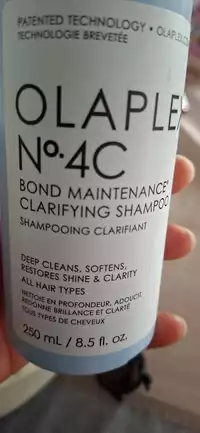 PATENTED TECHNOLOGY • OLAPLEX.
TECHNOLOGIE BREVETÉE
OLAPLE
Nº.4C
BOND MAINTENANCE
CLARIFYING SHAMPOO
SHAMPOOING CLARIFIANT
DEEP CLEANS, SOFTENS,
RESTORES SHINE & CLARITY
ALL HAIR TYPES
NETTOIE EN PROFONDEUR, ADOUCIT,
REDONNE BRILLANCE ET CLARTÉ
TOUS TYPES DE CHEVEUX
250 mL / 8.5 fl. oz.